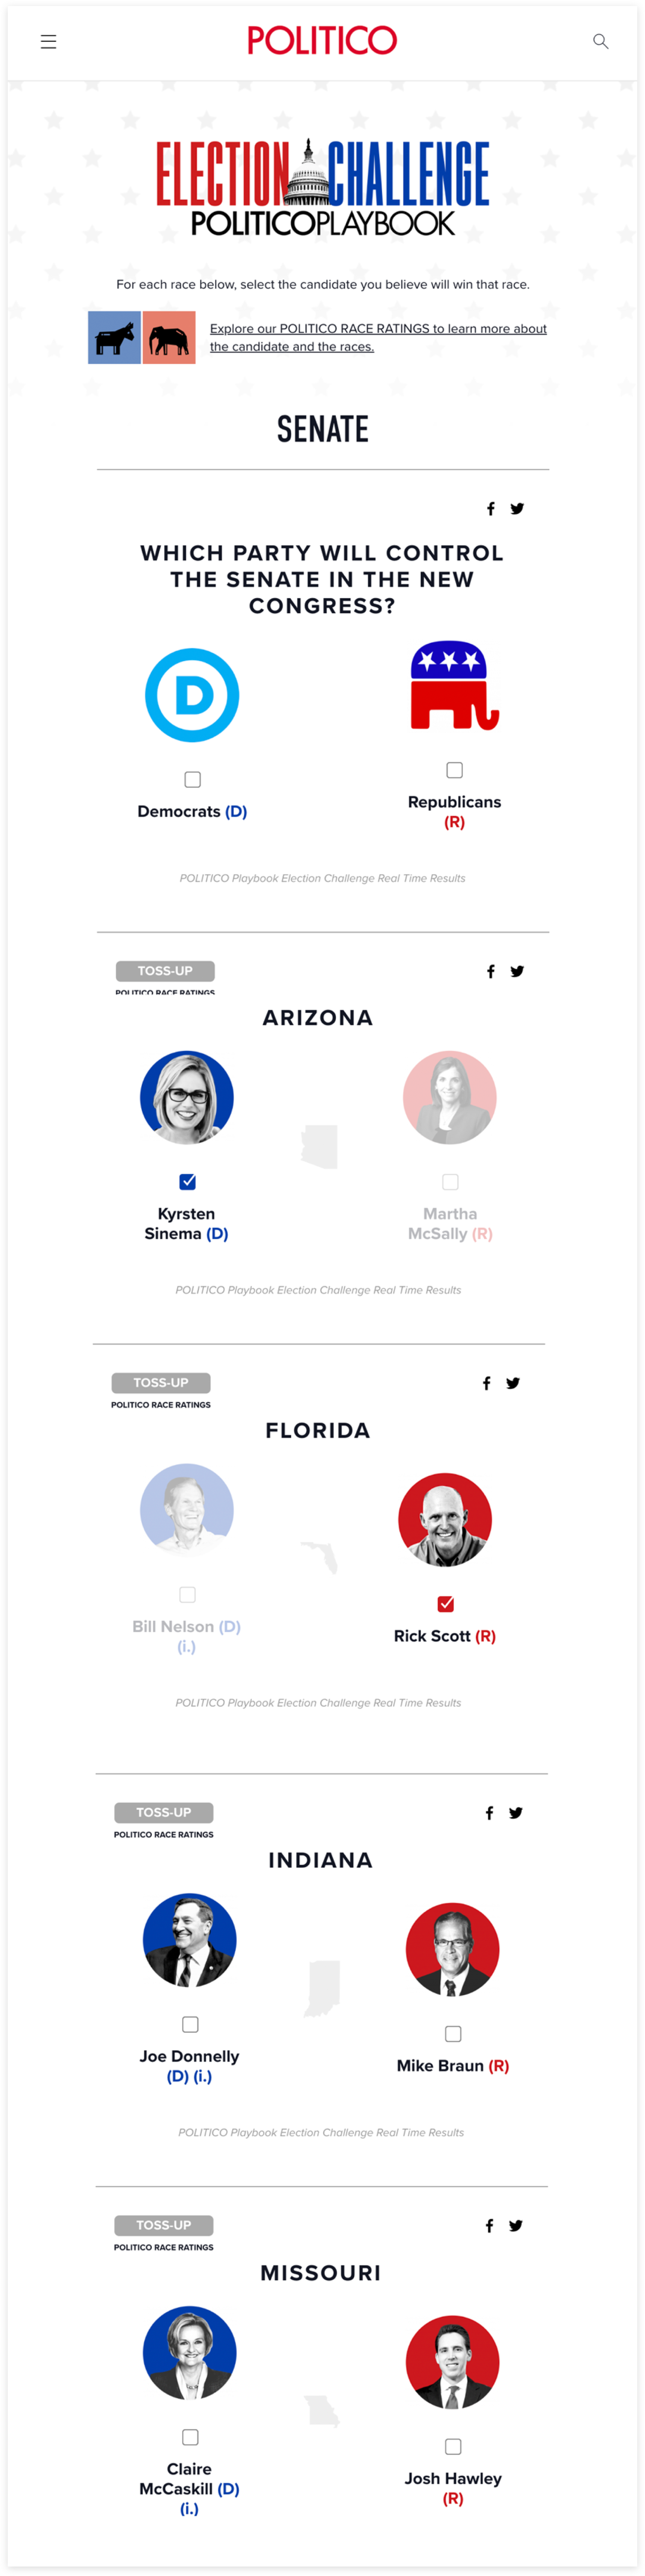 POLITICO
ELECTION CHALLENGE
POLITICOPLAYBOOK
For each race below, select the candidate you believe will win that race.
Explore our POLITICO RACE RATINGS to learn more about
the candidate and the races.
SENATE
WHICH PARTY WILL CONTROL
THE SENATE IN THE NEW
CONGRESS?
D
Democrats (D)
Republicans
(R)
POLITICO Playbook Election Challenge Real Time Results
TOSS-UP
POLITICO RACE RATINGS
ARIZONA
Kyrsten
Sinema (D)
Martha
McSally (R)
POLITICO Playbook Election Challenge Real Time Results
TOSS-UP
POLITICO RACE RATINGS
FLORIDA
Bill Nelson (D)
(i.)
Rick Scott (R)
POLITICO Playbook Election Challenge Real Time Results
TOSS-UP
POLITICO RACE RATINGS
INDIANA
Joe Donnelly
(D) (i.)
Mike Braun (R)
POLITICO Playbook Election Challenge Real Time Results
TOSS-UP
POLITICO RACE RATINGS
MISSOURI
Claire
McCaskill (D)
(i.)
Josh Hawley
(R)